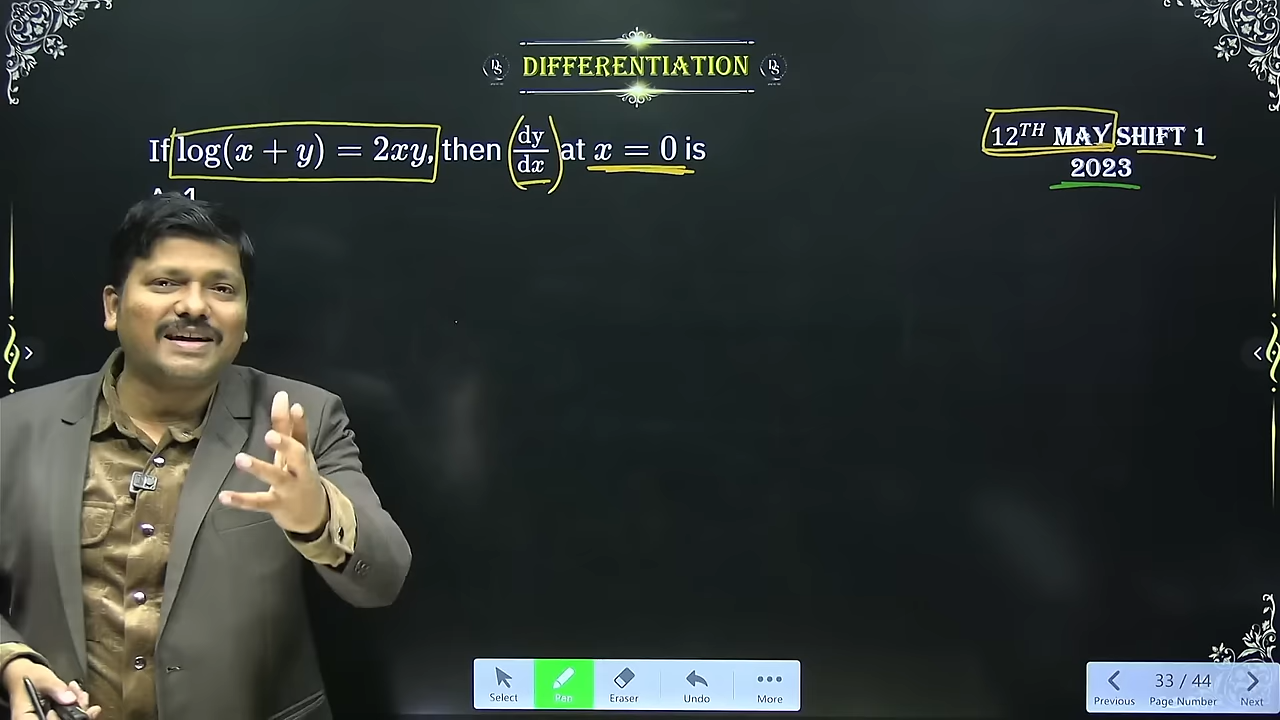 DIFFERENTIATION
If log(x + y) = 2xy, then (dy/dx) at x = 0 is
12TH MAY SHIFT 1
2023
Select
Pen
Eraser
Undo
More
33 / 44
Previous
Page Number
Next